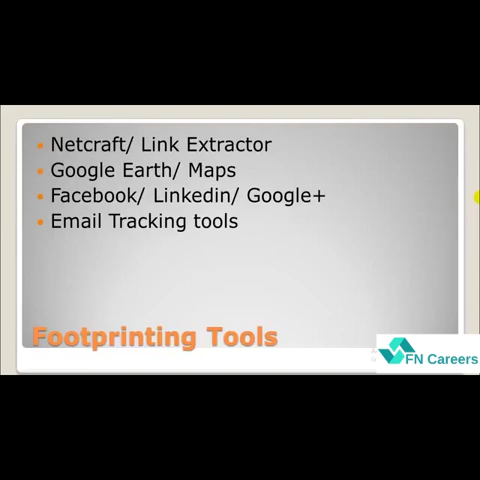 Netcraft/ Link Extractor
Google Earth/ Maps
Facebook/ Linkedin/ Google+
Email Tracking tools
Footprinting Tools
FN Careers